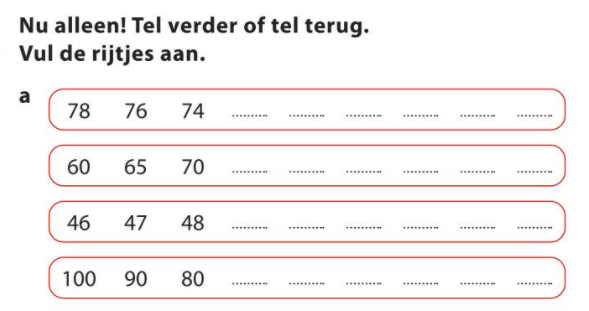 Nu alleen! Tel verder of tel terug.
Vul de rijtjes aan.
a
78 76 74 .......... .......... .......... .......... .......... ..........
60 65 70 .......... .......... .......... .......... .......... ..........
46 47 48 .......... .......... .......... .......... .......... ..........
100 90 80 .......... .......... .......... .......... .......... ..........